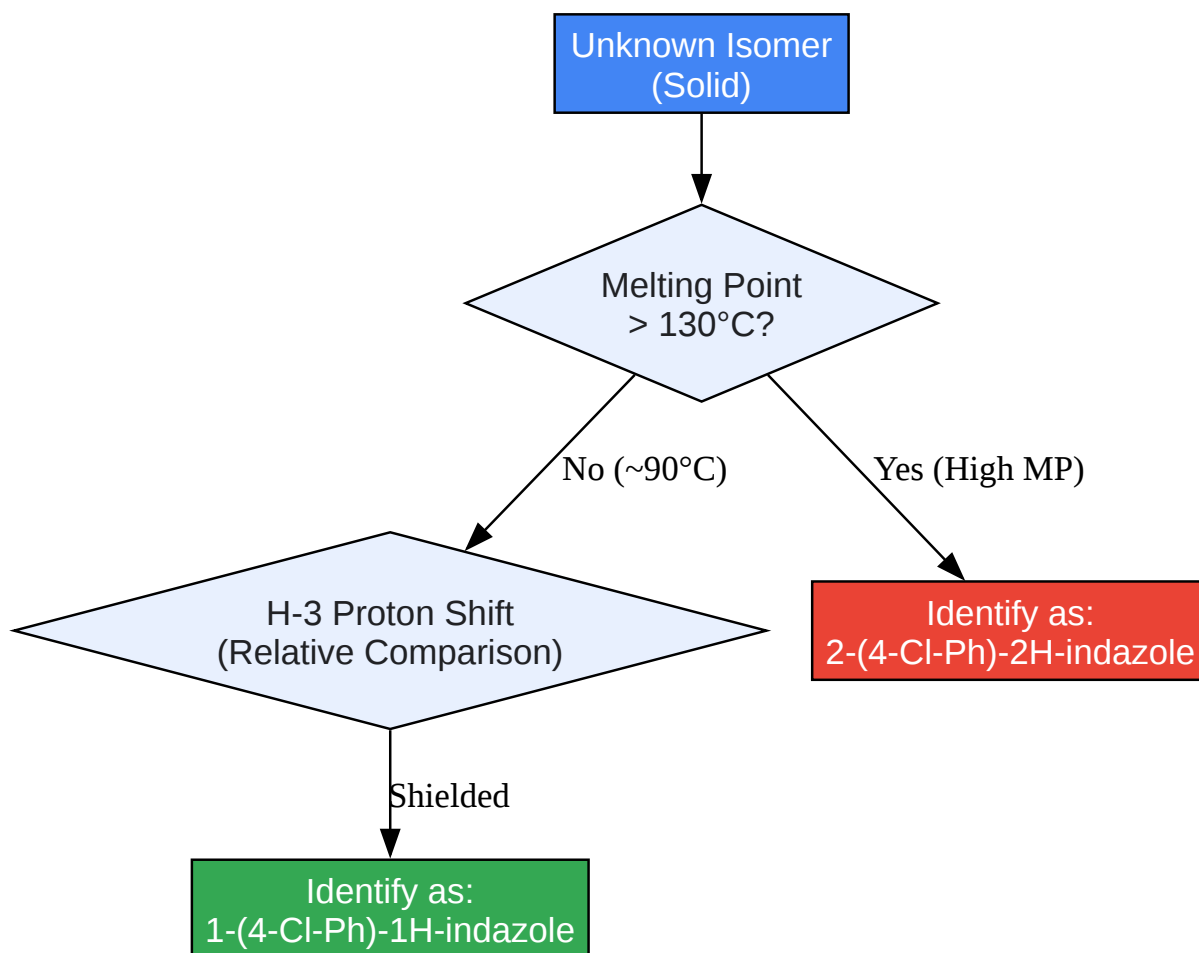 Unknown Isomer
(Solid)
Melting Point
> 130°C?
No (~90°C)
Yes (High MP)
H-3 Proton Shift
(Relative Comparison)
Identify as:
2-(4-Cl-Ph)-2H-indazole
Shielded
Identify as:
1-(4-Cl-Ph)-1H-indazole